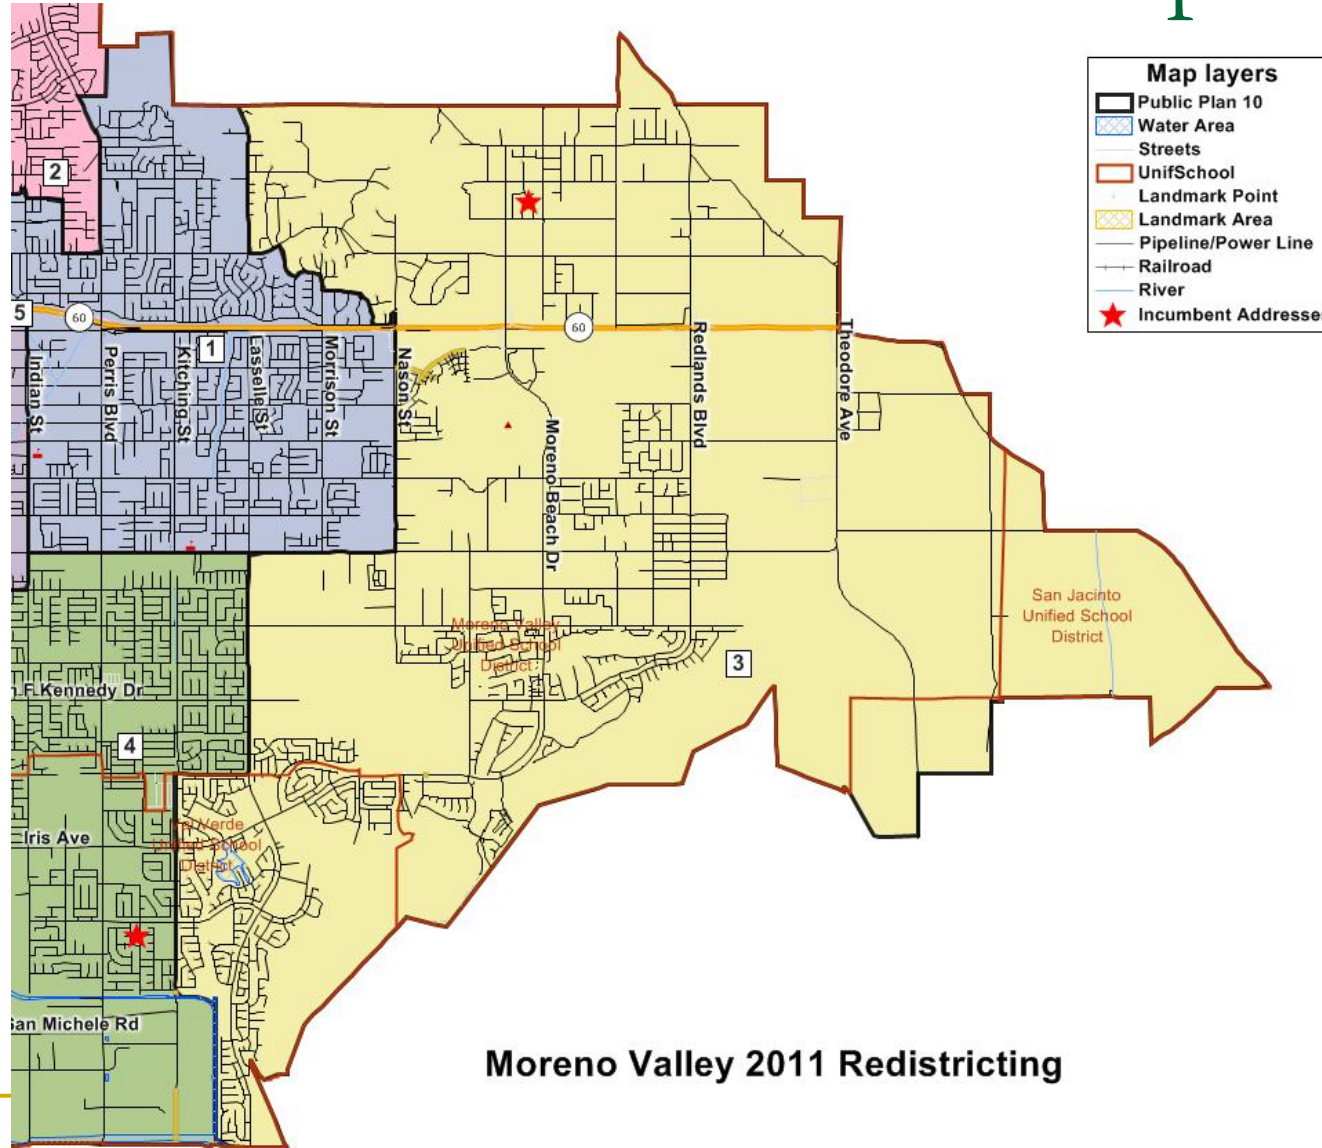 Map layers
Public Plan 10
Water Area
Streets
UnifSchool
Landmark Point
Landmark Area
Pipeline/Power Line
Railroad
River
Incumbent Addresse
2
5
60
1
60
Indian St
Perris Blvd
Kitching St
Lasselle St
Morrison St
Nason St
Moreno Beach Dr
Redlands Blvd
Theodore Ave
San Jacinto
Unified School
District
Moreno Valley
Unified School
District
3
F.Kennedy Dr
4
Val Verde
Unified School
District
Iris Ave
San Michele Rd
Moreno Valley 2011 Redistricting